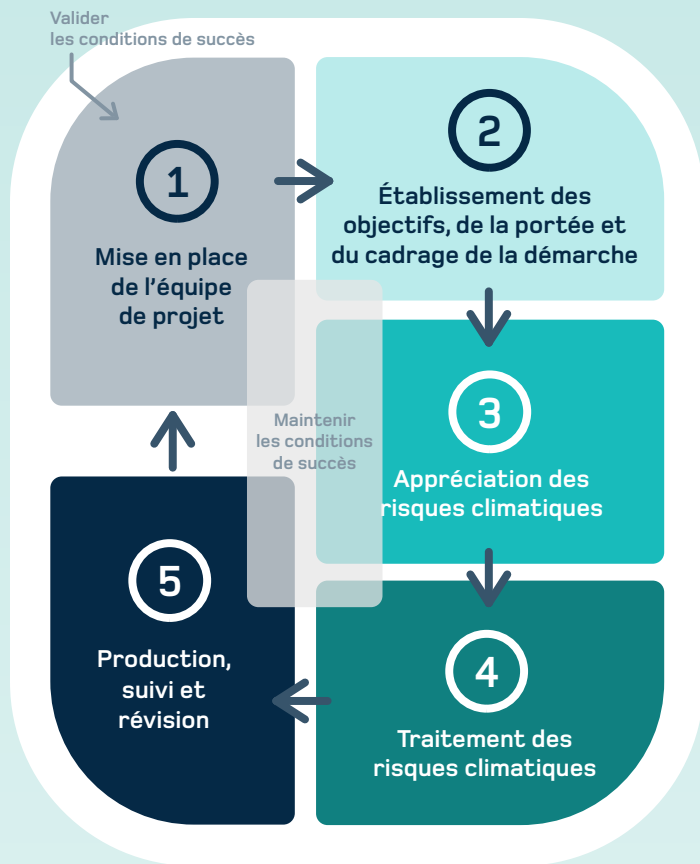 Valider
les conditions de succès
1
Mise en place
de l'équipe
de projet
2
Établissement des
objectifs, de la portée et
du cadrage de la démarche
3
Appréciation des
risques climatiques
4
Traitement des
risques climatiques
5
Production,
suivi et
révision
Maintenir
les conditions
de succès